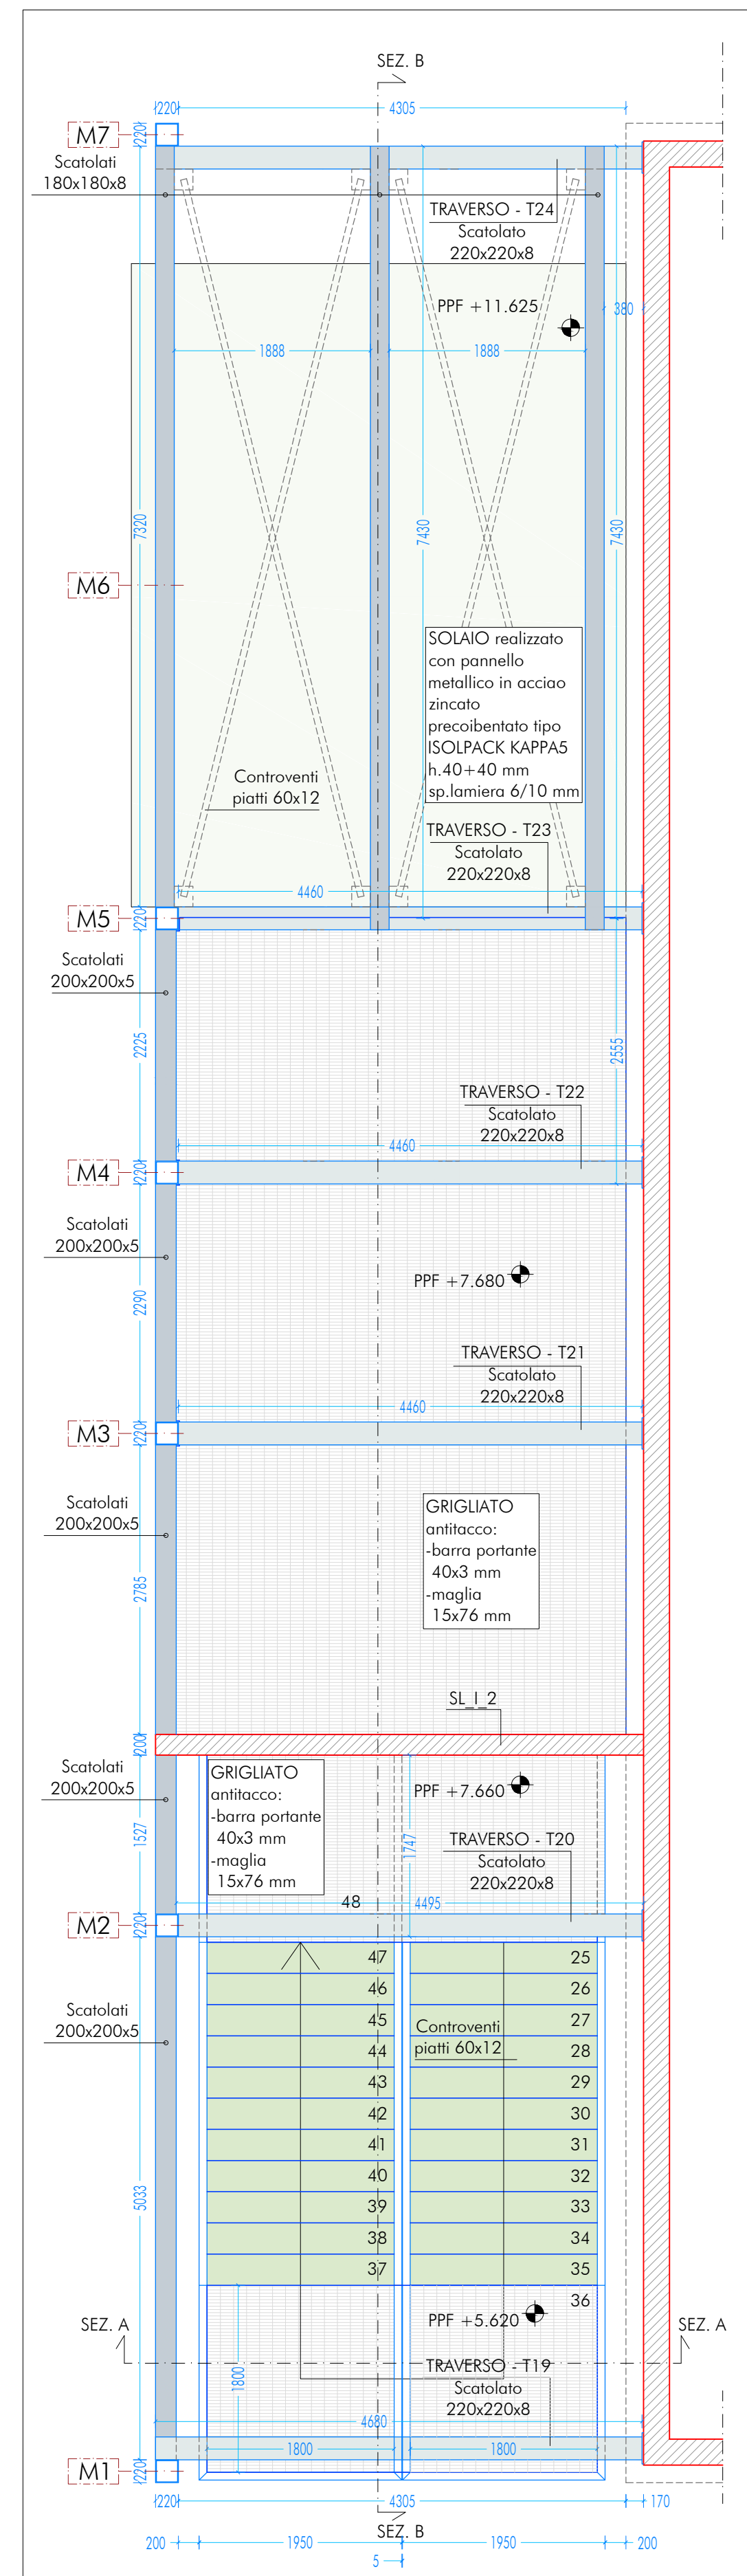 SEZ. B
220
4305
M7
220
Scatolati
180x180x8
TRAVERSO - T24
Scatolato
220x220x8
PPF +11.625
380
1888
1888
7320
7430
7430
M6
SOLAIO realizzato
con pannello
metallico in acciao
zincato
precoibentato tipo
ISOLPACK KAPPA5
h.40+40 mm
sp.lamiera 6/10 mm
Controventi
piatti 60x12
TRAVERSO - T23
Scatolato
220x220x8
4460
M5
220
Scatolati
200x200x5
2225
2555
TRAVERSO - T22
Scatolato
220x220x8
4460
M4
220
Scatolati
200x200x5
PPF +7.680
2290
TRAVERSO - T21
Scatolato
220x220x8
4460
M3
220
Scatolati
200x200x5
GRIGLIATO
antitacco:
-barra portante
40x3 mm
-maglia
15x76 mm
2785
SL_I_2
200
Scatolati
200x200x5
GRIGLIATO
antitacco:
-barra portante
40x3 mm
-maglia
15x76 mm
PPF +7.660
1527
1747
TRAVERSO - T20
Scatolato
220x220x8
48
4495
M2
220
47
25
46
26
Scatolati
200x200x5
45
27
Controventi
piatti 60x12
44
28
43
29
42
30
41
31
40
32
5033
39
33
38
34
37
35
36
PPF +5.620
SEZ. A
SEZ. A
1800
TRAVERSO - T19
Scatolato
220x220x8
4680
1800
1800
M1
220
220
4305
170
SEZ. B
200
1950
1950
200
5